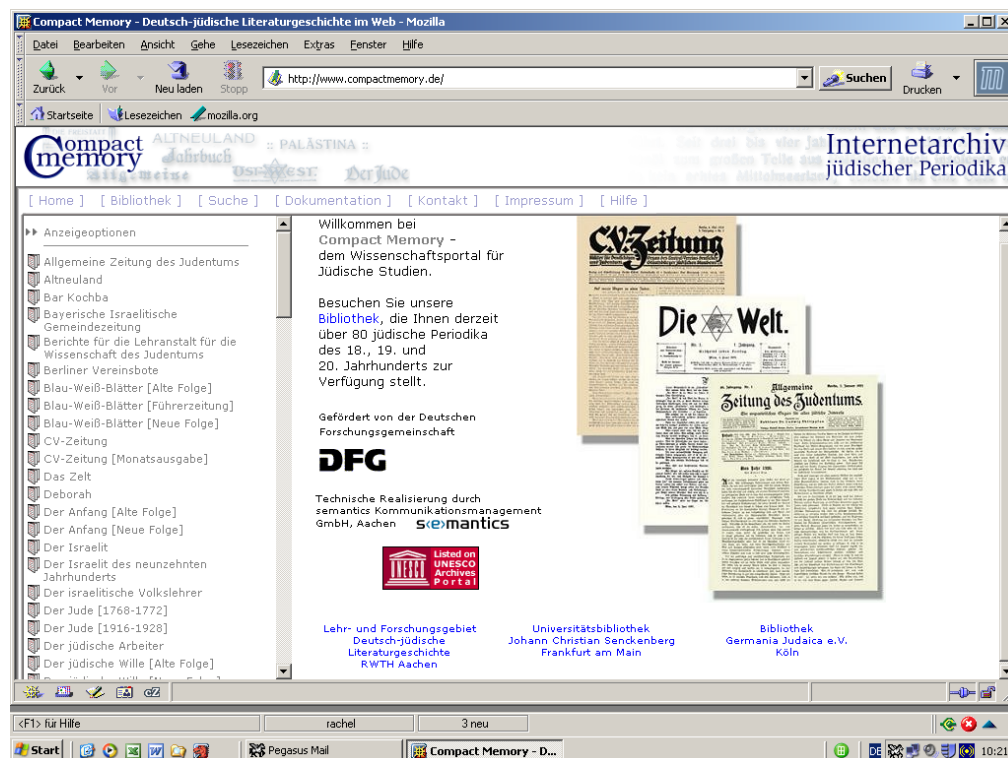 Compact Memory - Deutsch-jüdische Literaturgeschichte im Web - Mozilla
Datei Bearbeiten Ansicht Gehe Lesezeichen Extras Fenster Hilfe
Zurück Vor Neu laden Stopp http://www.compactmemory.de/ Suchen Drucken
Startseite Lesezeichen mozilla.org
Compact memory
ALTNEULAND :: PALÄSTINA ::
Jahrbuch
OST UND WEST Der Jude
Internetarchiv
jüdischer Periodika
[ Home ] [ Bibliothek ] [ Suche ] [ Dokumentation ] [ Kontakt ] [ Impressum ] [ Hilfe ]
Anzeigeoptionen
Allgemeine Zeitung des Judentums
Altneuland
Bar Kochba
Bayerische Israelitische
Gemeindezeitung
Berichte für die Lehranstalt für die
Wissenschaft des Judentums
Berliner Vereinsbote
Blau-Weiß-Blätter [Alte Folge]
Blau-Weiß-Blätter [Führerzeitung]
Blau-Weiß-Blätter [Neue Folge]
CV-Zeitung
CV-Zeitung [Monatsausgabe]
Das Zelt
Deborah
Der Anfang [Alte Folge]
Der Anfang [Neue Folge]
Der Israelit
Der Israelit des neunzehnten
Jahrhunderts
Der israelitische Volkslehrer
Der Jude [1768-1772]
Der Jude [1916-1928]
Der jüdische Arbeiter
Der jüdische Wille [Alte Folge]
Willkommen bei
Compact Memory –
dem Wissenschaftsportal für
Jüdische Studien.
Besuchen Sie unsere
Bibliothek, die Ihnen derzeit
über 80 jüdische Periodika
des 18., 19. und
20. Jahrhunderts zur
Verfügung stellt.
Gefördert von der Deutschen
Forschungsgemeinschaft
DFG
Technische Realisierung durch
semantics Kommunikationsmanagement
GmbH, Aachen s<e>mantics
UNESCO
Listed on
UNESCO
Archives
Portal
C.V.-Zeitung
Die Welt.
Allgemeine
Zeitung des Judentums.
Lehr- und Forschungsgebiet
Deutsch-jüdische
Literaturgeschichte
RWTH Aachen
Universitätsbibliothek
Johann Christian Senckenberg
Frankfurt am Main
Bibliothek
Germania Judaica e.V.
Köln
<F1> für Hilfe rachel 3 neu
Start Pegasus Mail Compact Memory - D... DE 10:21